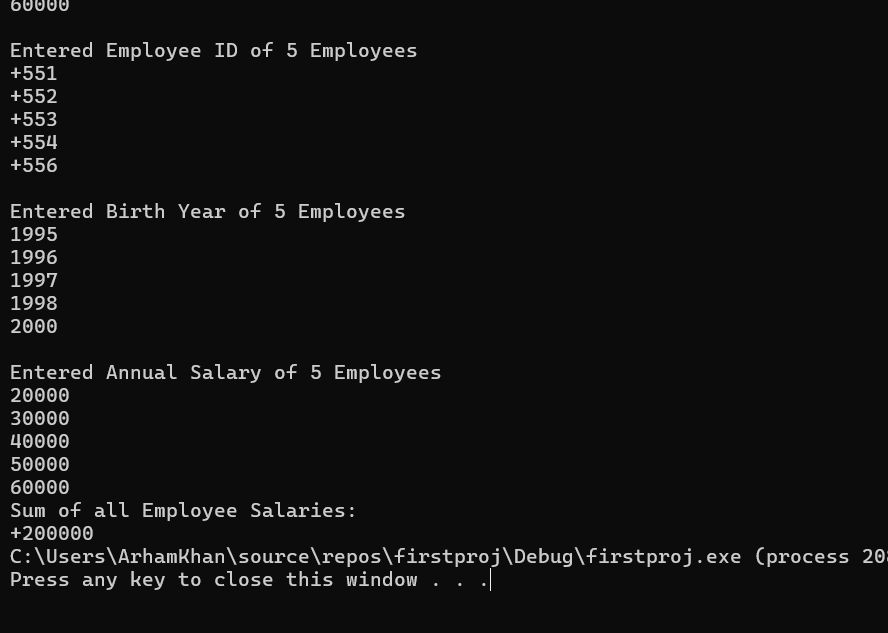 60000
Entered Employee ID of 5 Employees
+551
+552
+553
+554
+556
Entered Birth Year of 5 Employees
1995
1996
1997
1998
2000
Entered Annual Salary of 5 Employees
20000
30000
40000
50000
60000
Sum of all Employee Salaries:
+200000
C:\Users\ArhamKhan\source\repos\firstproj\Debug\firstproj.exe (process 20
Press any key to close this window . . .